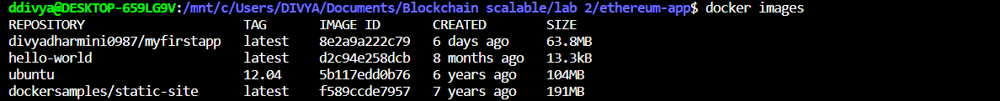 ddivya@DESKTOP-659LG9V:/mnt/c/Users/DIVYA/Documents/Blockchain scalable/lab 2/ethereum-app$ docker images
REPOSITORY TAG IMAGE ID CREATED SIZE
divyadharmini0987/myfirstapp latest 8e2a9a222c79 6 days ago 63.8MB
hello-world latest d2c94e258dcb 8 months ago 13.3kB
ubuntu 12.04 5b117edd0b76 6 years ago 104MB
dockersamples/static-site latest f589ccde7957 7 years ago 191MB